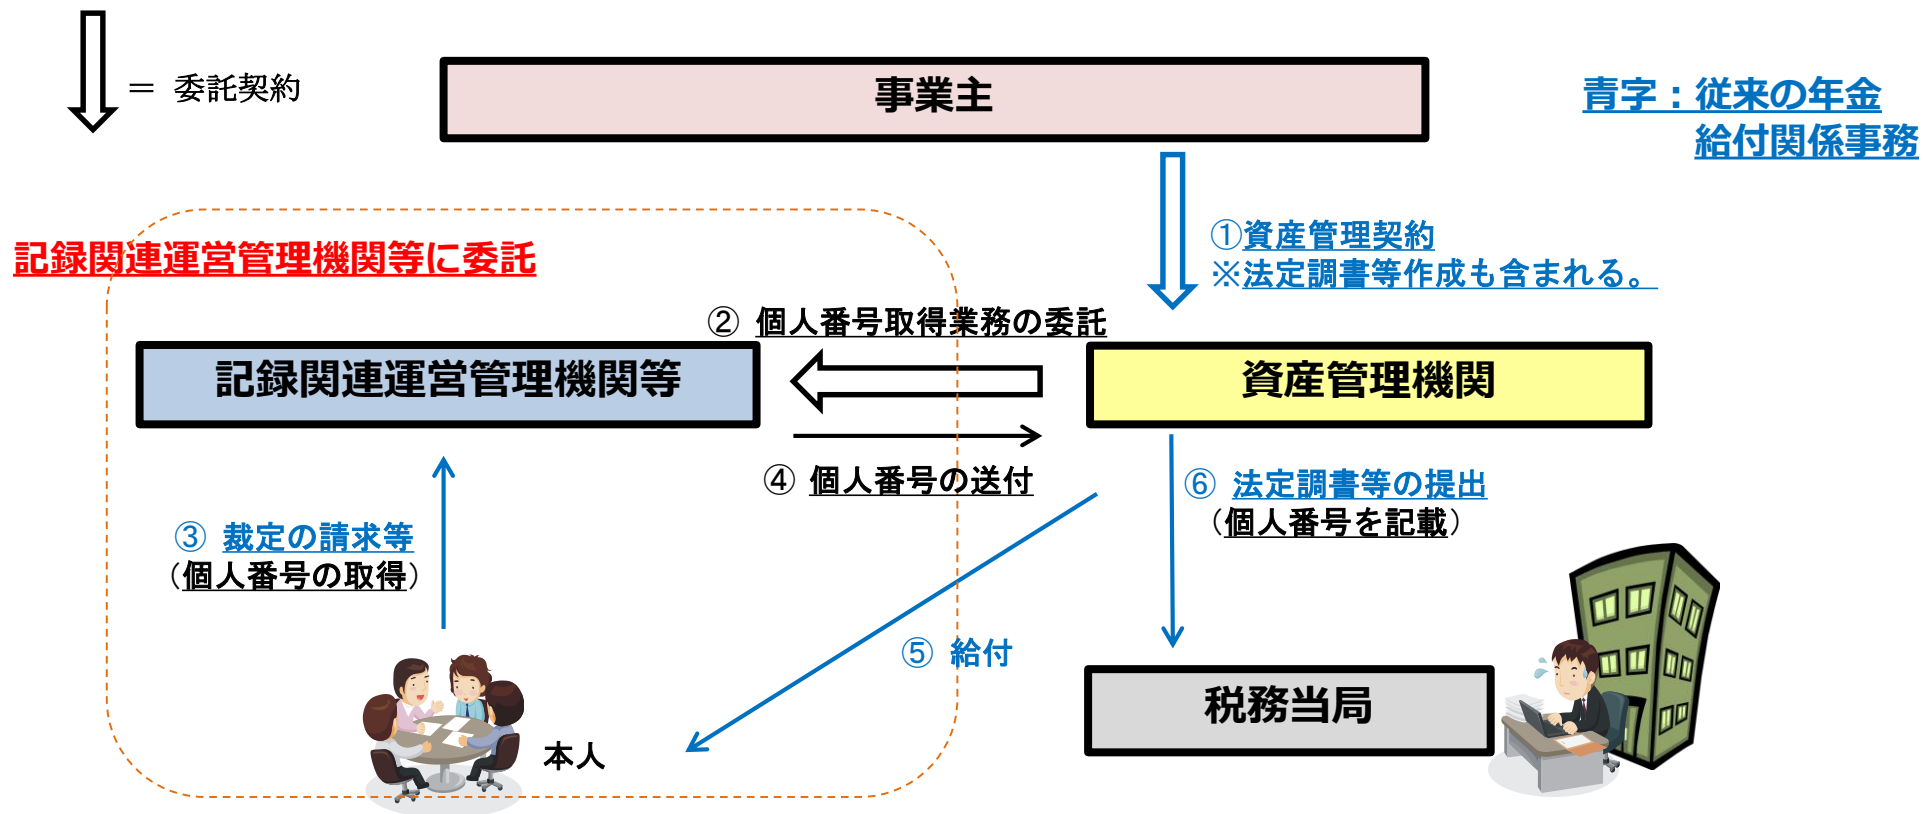 ＝ 委託契約
事業主
青字：従来の年金
給付関係事務
①資産管理契約
※法定調書等作成も含まれる。
記録関連運営管理機関等に委託
② 個人番号取得業務の委託
記録関連運営管理機関等
資産管理機関
④ 個人番号の送付
⑥ 法定調書等の提出
（個人番号を記載）
③ 裁定の請求等
（個人番号の取得）
⑤ 給付
税務当局
本人